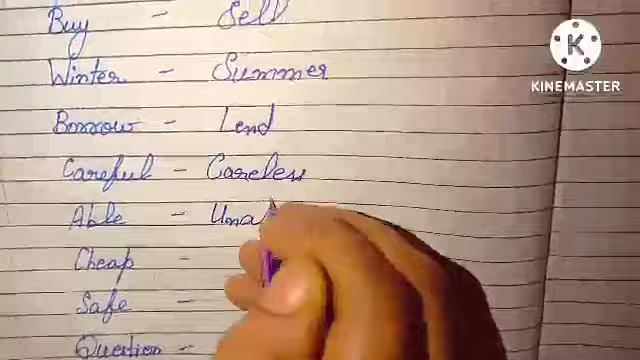 Buy - Sell
Winter - Summer
Borrow - Lend
Careful - Careless
Able - Una
Cheap -
Safe -
Question -
K
KINEMASTER